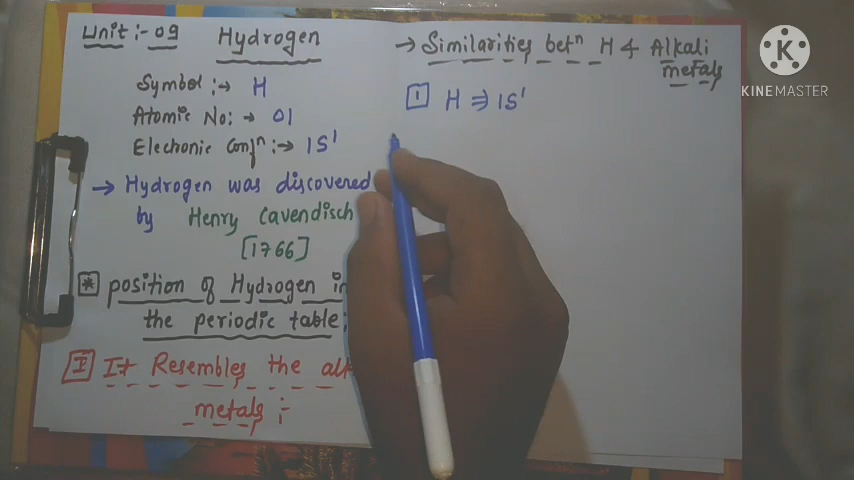 Unit :- 09 Hydrogen
Symbol :→ H
Atomic No: → 01
Electronic Confⁿ :→ 1S¹
→ Hydrogen was discovered
by Henry Cavendisch
[1766]
* position of Hydrogen in
the periodic table:
I It Resembles the
metals :-
→ Similarities betⁿ H & Alkali
metals
1 H ⇒ 1S¹
K
KINEMASTER